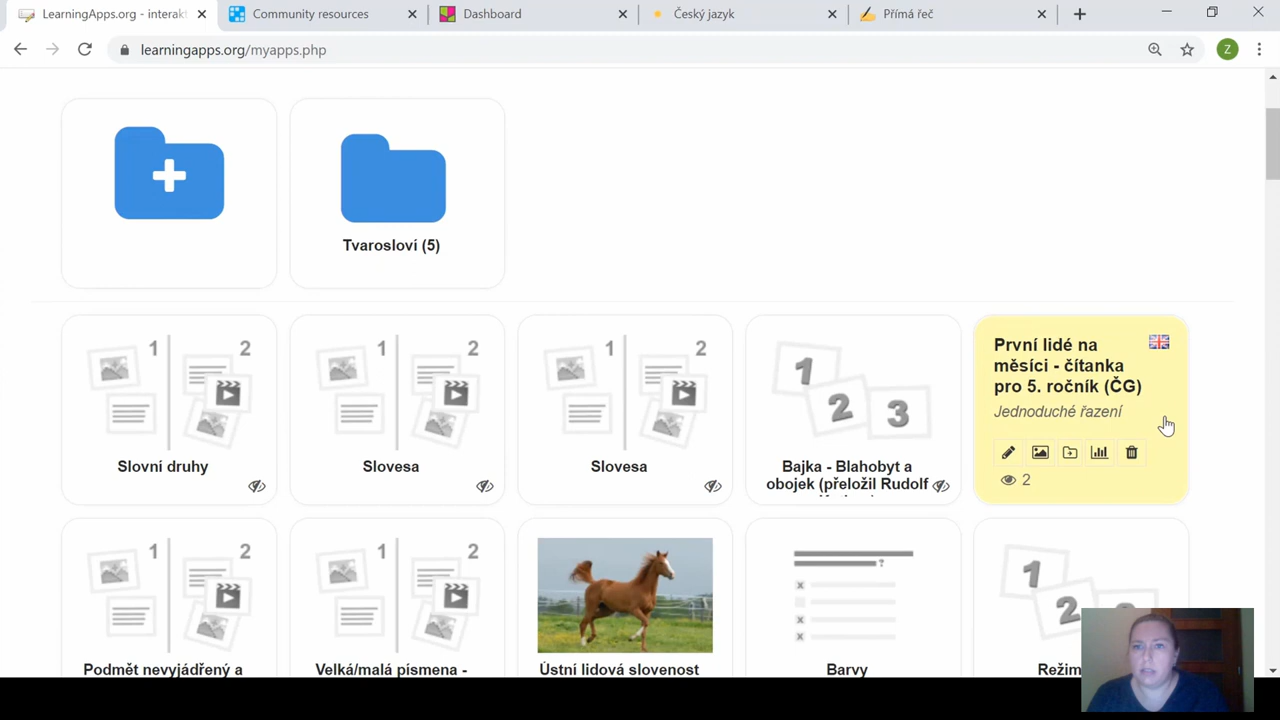 LearningApps.org - interak
Community resources
Dashboard
Český jazyk
Přímá řeč
learningapps.org/myapps.php
Z
Tvarosloví (5)
1 2
1 2
1 2
1 2 3
První lidé na
měsíci - čítanka
pro 5. ročník (ČG)
Jednoduché řazení
2
Slovní druhy
Slovesa
Slovesa
Bajka - Blahobyt a
obojek (přeložil Rudolf
1 2
1 2
?
1 2
Podmět nevyjádřený a
Velká/malá písmena -
Ústní lidová slovenost
Barvy
Režim